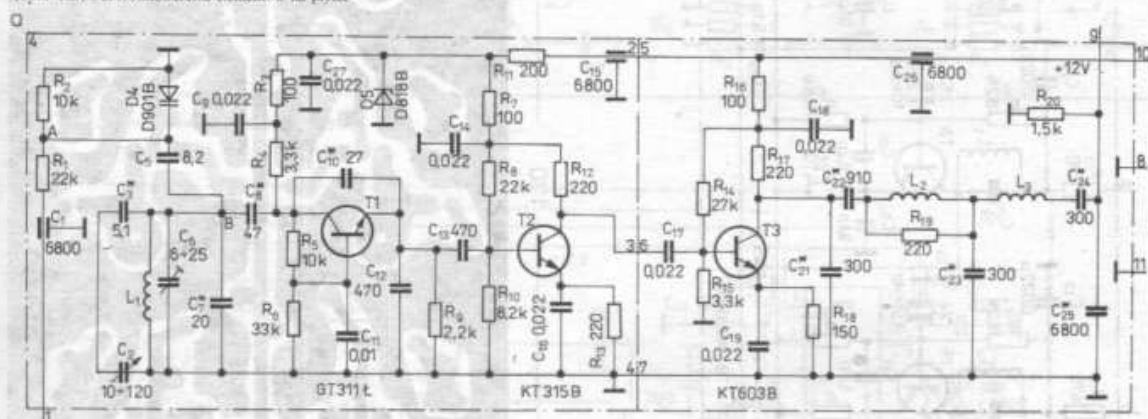 a
4
R2
10k
D4
D901B
A
R1
22k
C5
8,2
C1
6800
C3*
5,1
L1
C6
6÷25
B
C7*
20
C2
10÷120
1
C8*
47
C9 0,022
R3
100
R4
3,3k
C27
0,022
C10* 27
T1
R5
10k
R6
33k
C11
0,01
GT311Ł
D5
D818B
C12
470
C13 470
R9
2,2k
C14
0,022
R11
200
R7
100
R8
22k
R10
8,2k
R12
220
T2
0,022
R13
220
KT315B
C15
6800
2 5
3 6
4 7
C17
0,022
R14
27k
R15
3,3k
R16
100
R17
220
C18
0,022
T3
C19
0,022
R18
150
KT603B
C21*
300
C22* 910
L2
R19
220
C23*
300
L3
C24*
300
C25*
6800
C26
6800
R20
1,5k
+12V
9
10
8
11